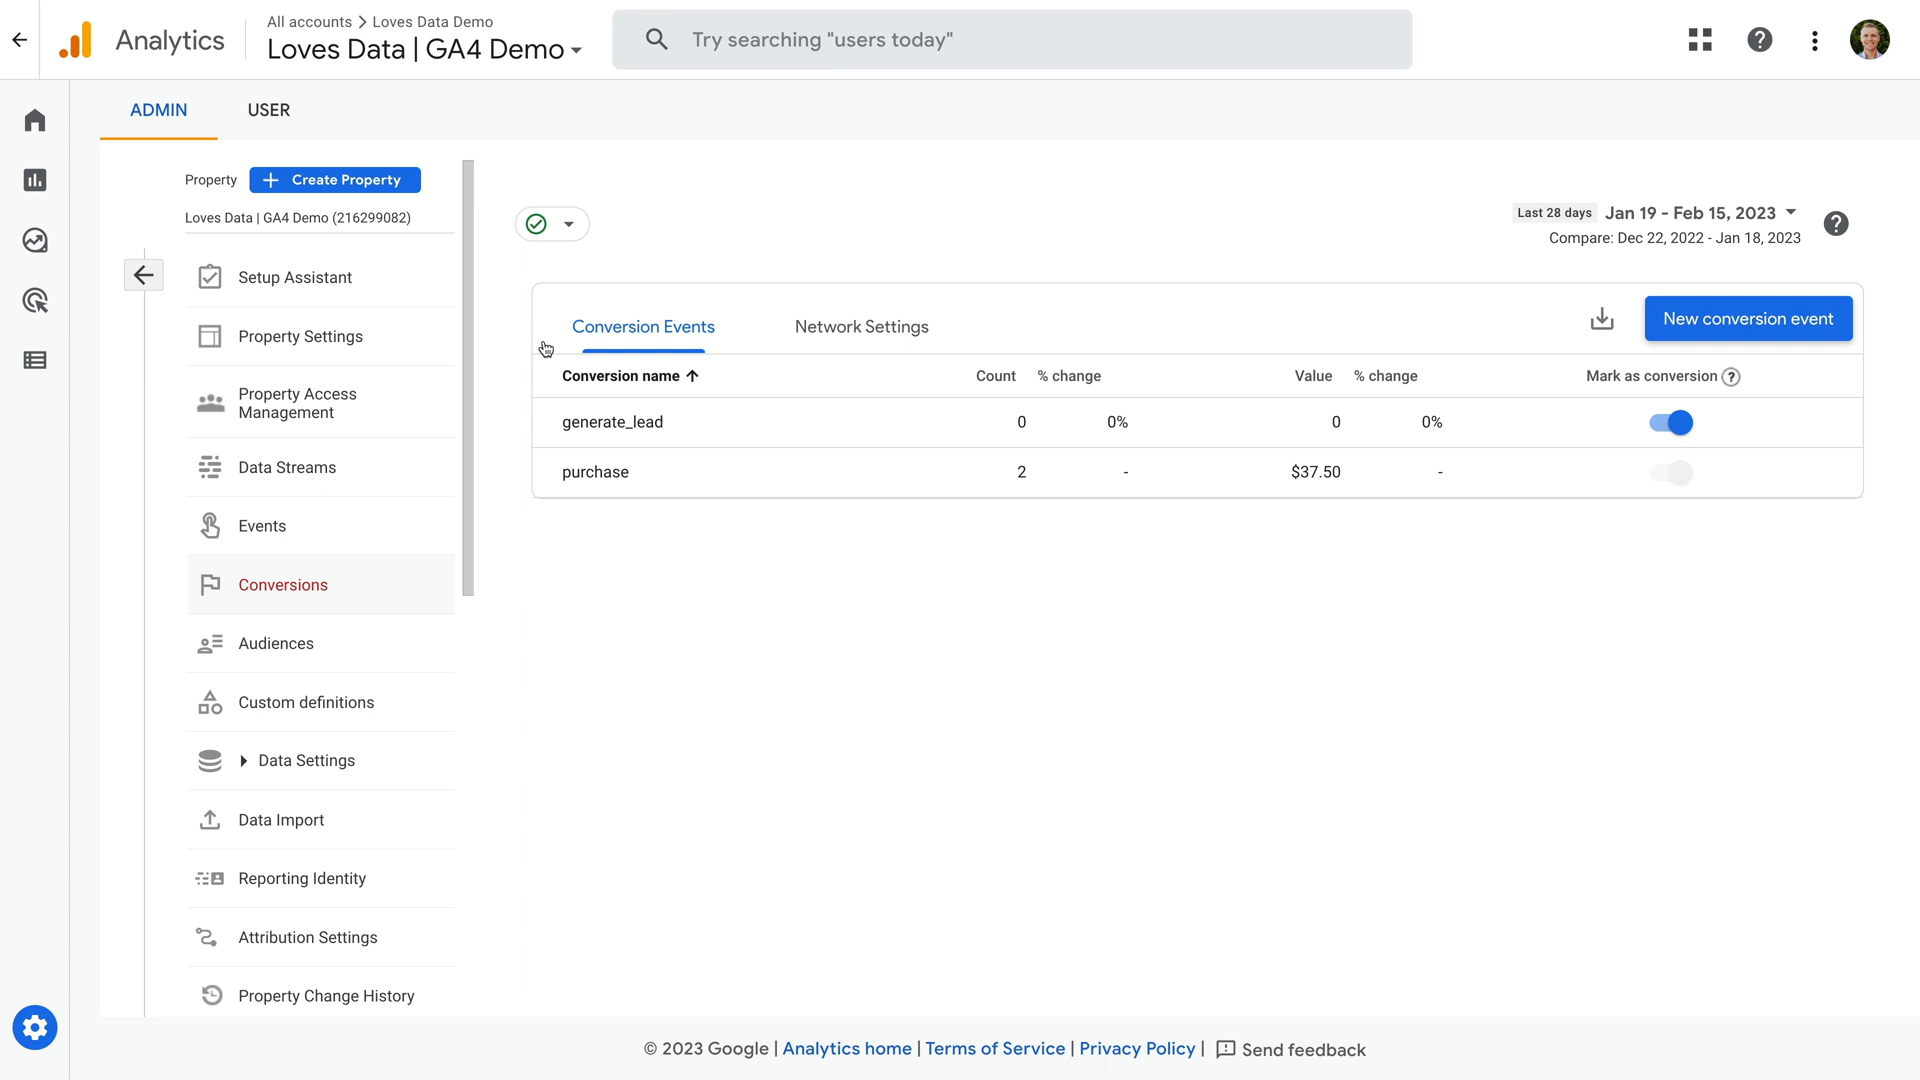 Analytics
All accounts > Loves Data Demo
Loves Data | GA4 Demo
Try searching "users today"
ADMIN
USER
Property
Create Property
Loves Data | GA4 Demo (216299082)
Setup Assistant
Property Settings
Property Access
Management
Data Streams
Events
Conversions
Audiences
Custom definitions
Data Settings
Data Import
Reporting Identity
Attribution Settings
Property Change History
Last 28 days Jan 19 - Feb 15, 2023
Compare: Dec 22, 2022 - Jan 18, 2023
Conversion Events
Network Settings
New conversion event
Conversion name Count % change Value % change Mark as conversion
generate_lead 0 0% 0 0%
purchase 2 - $37.50 -
© 2023 Google | Analytics home | Terms of Service | Privacy Policy | Send feedback